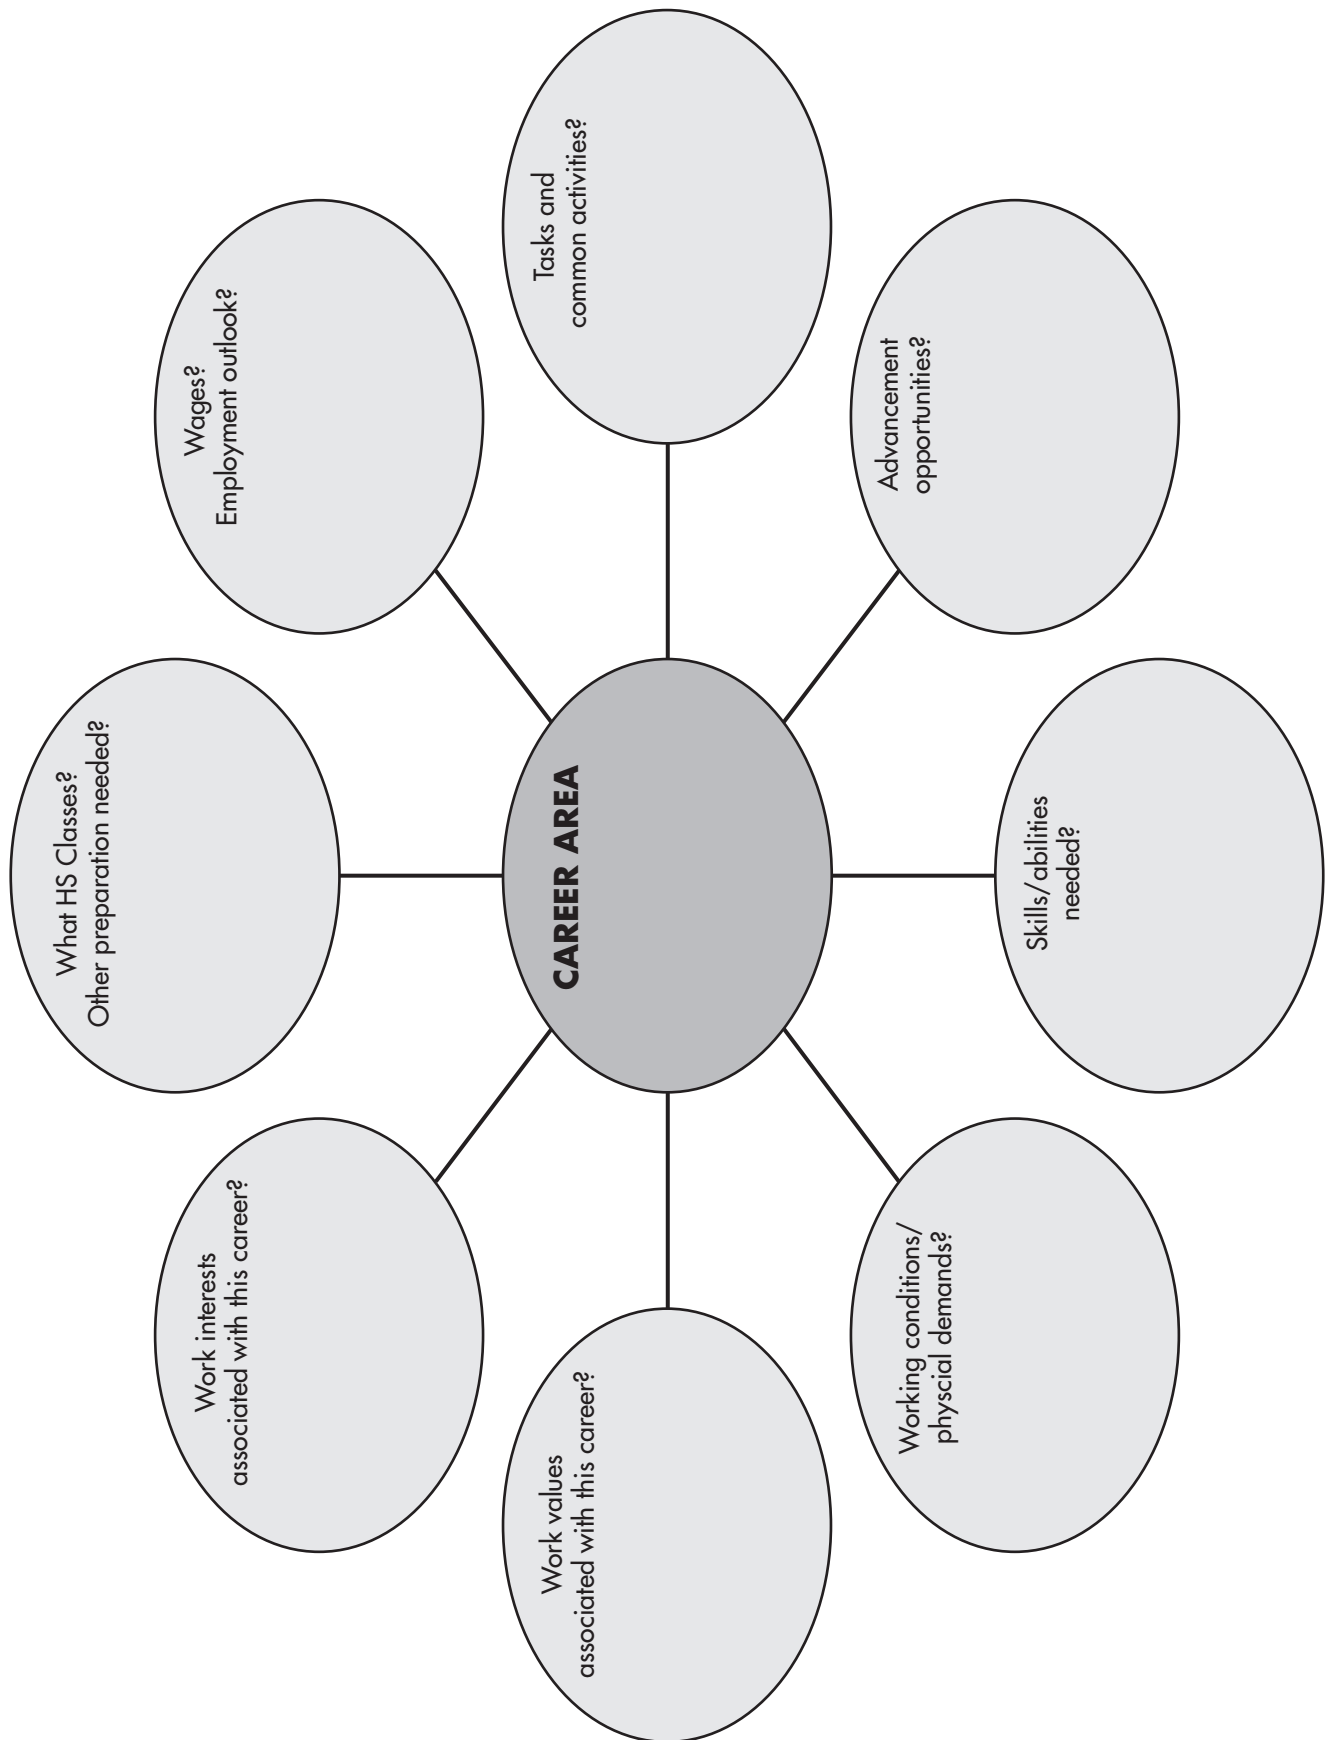 What HS Classes?
Other preparation needed?
Work interests
associated with this career?
Wages?
Employment outlook?
Work values
associated with this career?
CAREER AREA
Tasks and
common activities?
Working conditions/
physcial demands?
Advancement
opportunities?
Skills/abilities
needed?